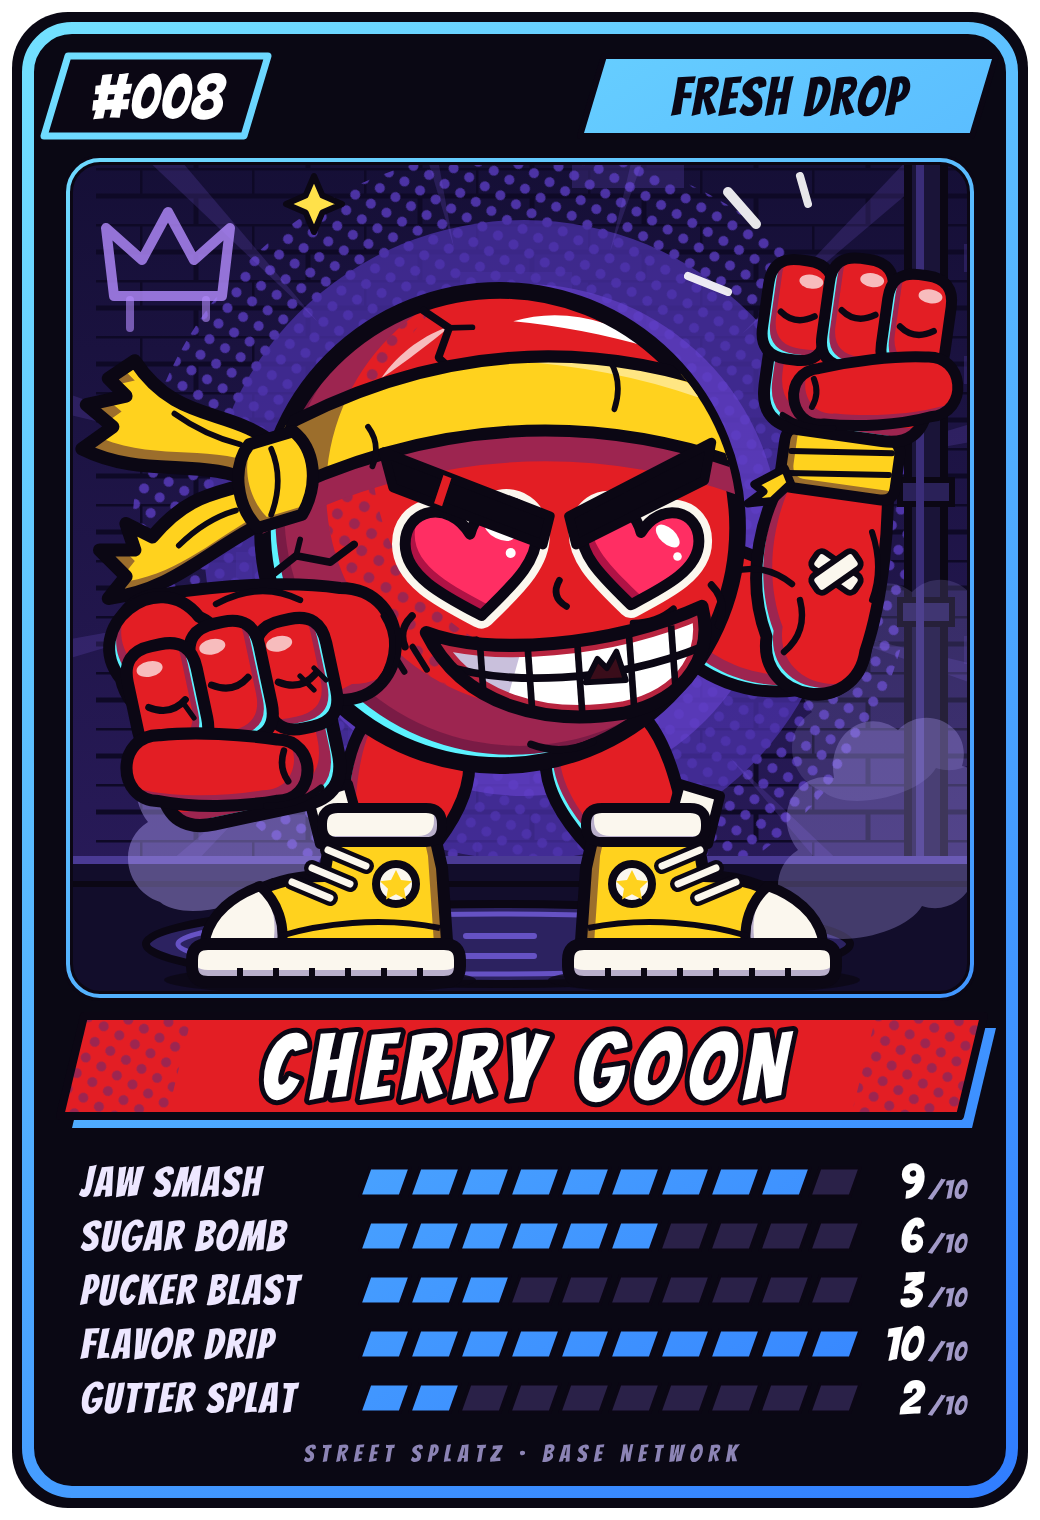 #008
FRESH DROP
CHERRY GOON
JAW SMASH 9/10
SUGAR BOMB 6/10
PUCKER BLAST 3/10
FLAVOR DRIP 10/10
GUTTER SPLAT 2/10
STREET SPLATZ · BASE NETWORK